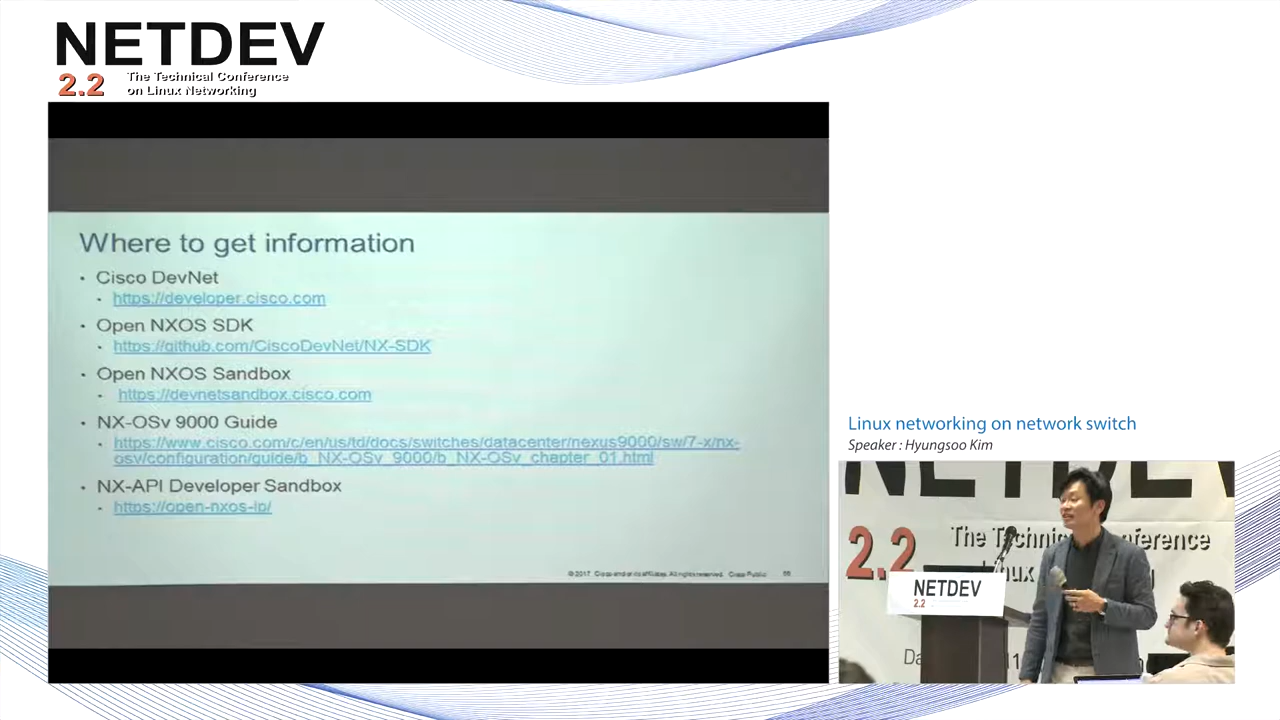 NETDEV
2.2
The Technical Conference
on Linux Networking
Where to get information
• Cisco DevNet
• https://developer.cisco.com
• Open NXOS SDK
• https://github.com/CiscoDevNet/NX-SDK
• Open NXOS Sandbox
• https://devnetsandbox.cisco.com
• NX-OSv 9000 Guide
• https://www.cisco.com/c/en/us/td/docs/switches/datacenter/nexus9000/sw/7-x/nx-
osv/configuration/guide/b_NX-OSv_9000/b_NX-OSv_chapter_01.html
• NX-API Developer Sandbox
• https://open-nxos-ip/
© 2017 Cisco and/or its affiliates. All rights reserved. Cisco Public
Linux networking on network switch
Speaker : Hyungsoo Kim
NETDEV
2.2
The Technical Conference
Linux
NETDEV
2.2